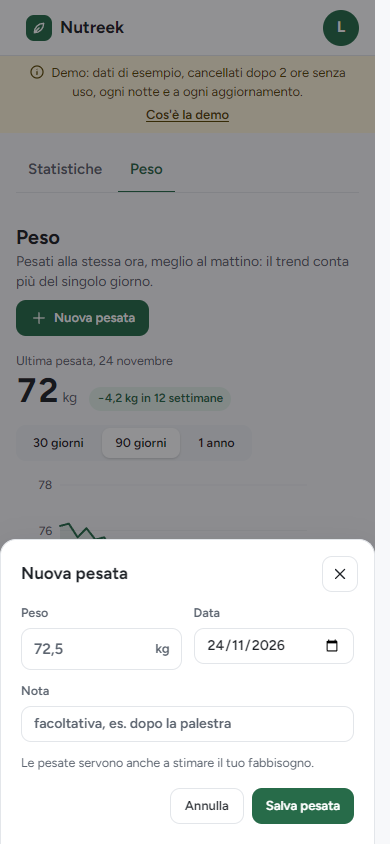 Nutreek
L
Demo: dati di esempio, cancellati dopo 2 ore senza
uso, ogni notte e a ogni aggiornamento.
Cos'è la demo
Statistiche
Peso
Peso
Pesati alla stessa ora, meglio al mattino: il trend conta
più del singolo giorno.
Nuova pesata
Ultima pesata, 24 novembre
72 kg
−4,2 kg in 12 settimane
30 giorni
90 giorni
1 anno
78
76
Nuova pesata
Peso
Data
72,5
kg
24/11/2026
Nota
facoltativa, es. dopo la palestra
Le pesate servono anche a stimare il tuo fabbisogno.
Annulla
Salva pesata